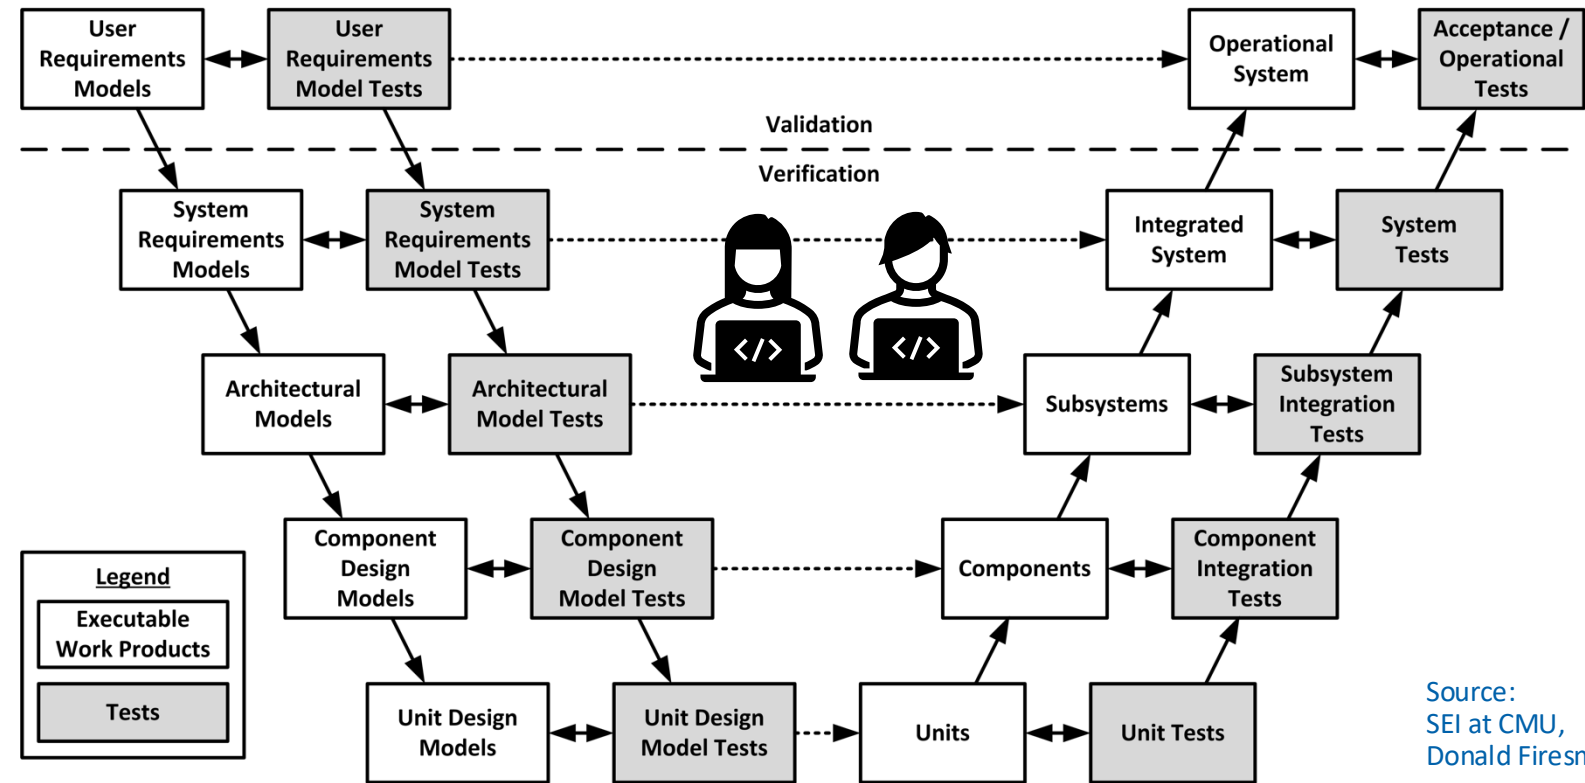 User
Requirements
Models
User
Requirements
Model Tests
Operational
System
Acceptance /
Operational
Tests
Validation
Verification
System
Requirements
Models
System
Requirements
Model Tests
Integrated
System
System
Tests
</>
</>
Architectural
Models
Architectural
Model Tests
Subsystems
Subsystem
Integration
Tests
Component
Design
Models
Component
Design
Model Tests
Components
Component
Integration
Tests
Legend
Executable
Work Products
Tests
Unit Design
Models
Unit Design
Model Tests
Units
Unit Tests
Source:
SEI at CMU,
Donald